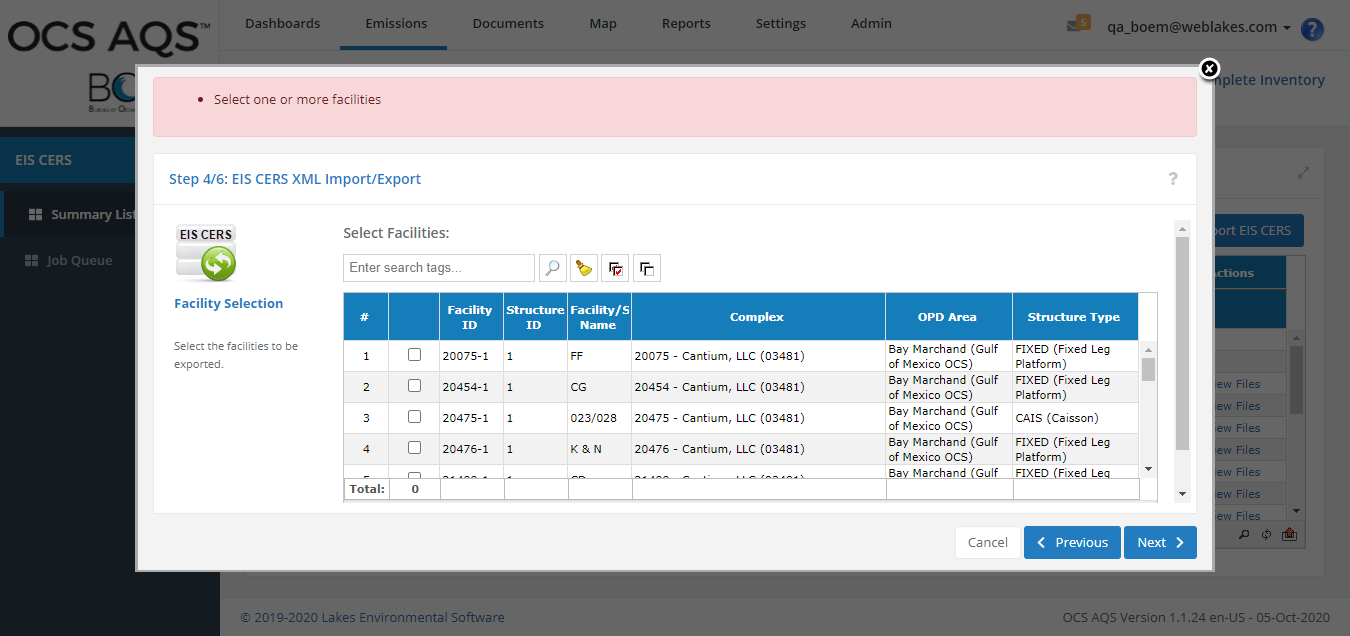 OCS AQS™
Dashboards Emissions Documents Map Reports Settings Admin
5 qa_boem@weblakes.com ?
plete Inventory
Select one or more facilities
EIS CERS
Summary List
Job Queue
Step 4/6: EIS CERS XML Import/Export ?
EIS CERS
Facility Selection
Select the facilities to be
exported.
Select Facilities:
Enter search tags...
# Facility ID Structure ID Facility/S Name Complex OPD Area Structure Type
1 20075-1 1 FF 20075 - Cantium, LLC (03481) Bay Marchand (Gulf of Mexico OCS) FIXED (Fixed Leg Platform)
2 20454-1 1 CG 20454 - Cantium, LLC (03481) Bay Marchand (Gulf of Mexico OCS) FIXED (Fixed Leg Platform)
3 20475-1 1 023/028 20475 - Cantium, LLC (03481) Bay Marchand (Gulf of Mexico OCS) CAIS (Caisson)
4 20476-1 1 K & N 20476 - Cantium, LLC (03481) Bay Marchand (Gulf of Mexico OCS) FIXED (Fixed Leg Platform)
Bay Marchand (Gulf FIXED (Fixed Leg
Total: 0
Cancel Previous Next
ort EIS CERS
ctions
ew Files
ew Files
ew Files
ew Files
ew Files
ew Files
ew Files
© 2019-2020 Lakes Environmental Software
OCS AQS Version 1.1.24 en-US - 05-Oct-2020